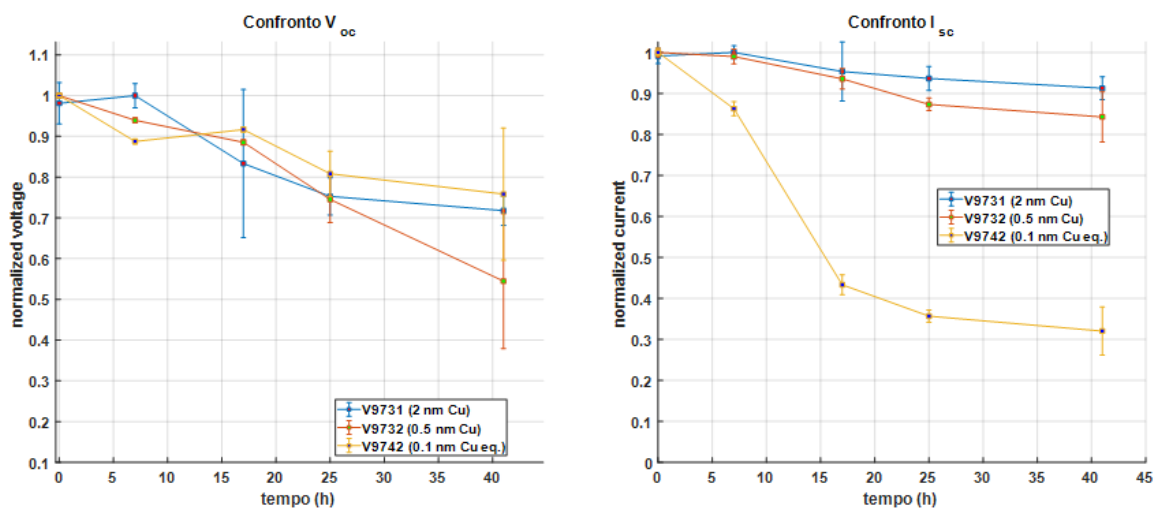 Confronto V oc
normalized voltage
1.1
1
0.9
0.8
0.7
0.6
0.5
0.4
0.3
0.2
0.1
V9731 (2 nm Cu)
V9732 (0.5 nm Cu)
V9742 (0.1 nm Cu eq.)
0 5 10 15 20 25 30 35 40
tempo (h)
Confronto I sc
normalized current
1
0.9
0.8
0.7
0.6
0.5
0.4
0.3
0.2
0.1
0
V9731 (2 nm Cu)
V9732 (0.5 nm Cu)
V9742 (0.1 nm Cu eq.)
0 5 10 15 20 25 30 35 40 45
tempo (h)